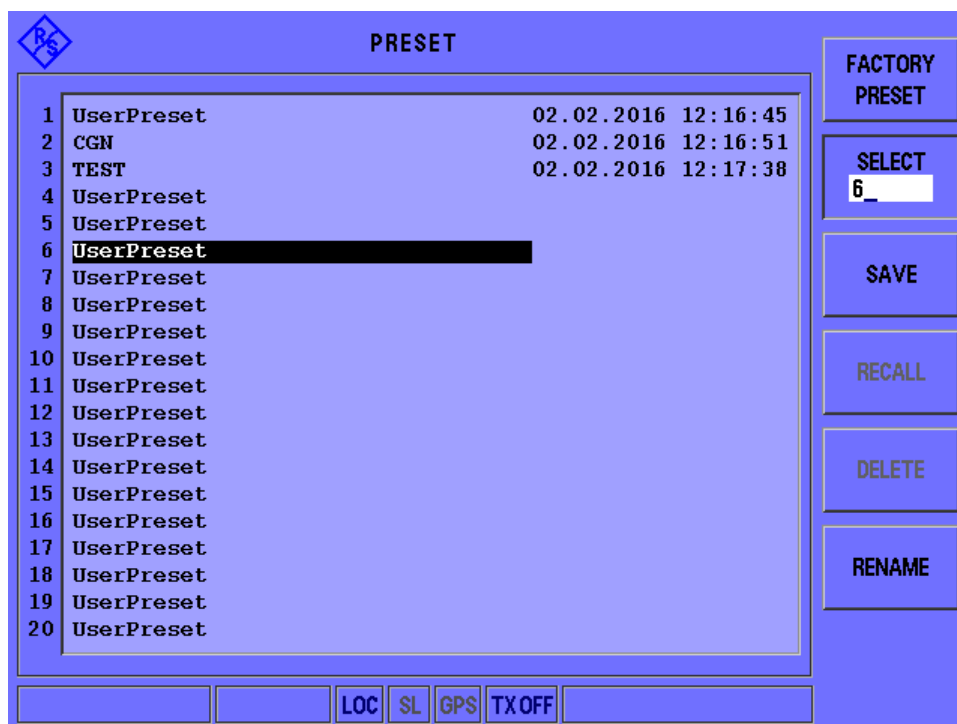 R&S
PRESET
1 UserPreset 02.02.2016 12:16:45
2 CGN 02.02.2016 12:16:51
3 TEST 02.02.2016 12:17:38
4 UserPreset
5 UserPreset
6 UserPreset
7 UserPreset
8 UserPreset
9 UserPreset
10 UserPreset
11 UserPreset
12 UserPreset
13 UserPreset
14 UserPreset
15 UserPreset
16 UserPreset
17 UserPreset
18 UserPreset
19 UserPreset
20 UserPreset
FACTORY
PRESET
SELECT
6_
SAVE
RECALL
DELETE
RENAME
LOC SL GPS TX OFF